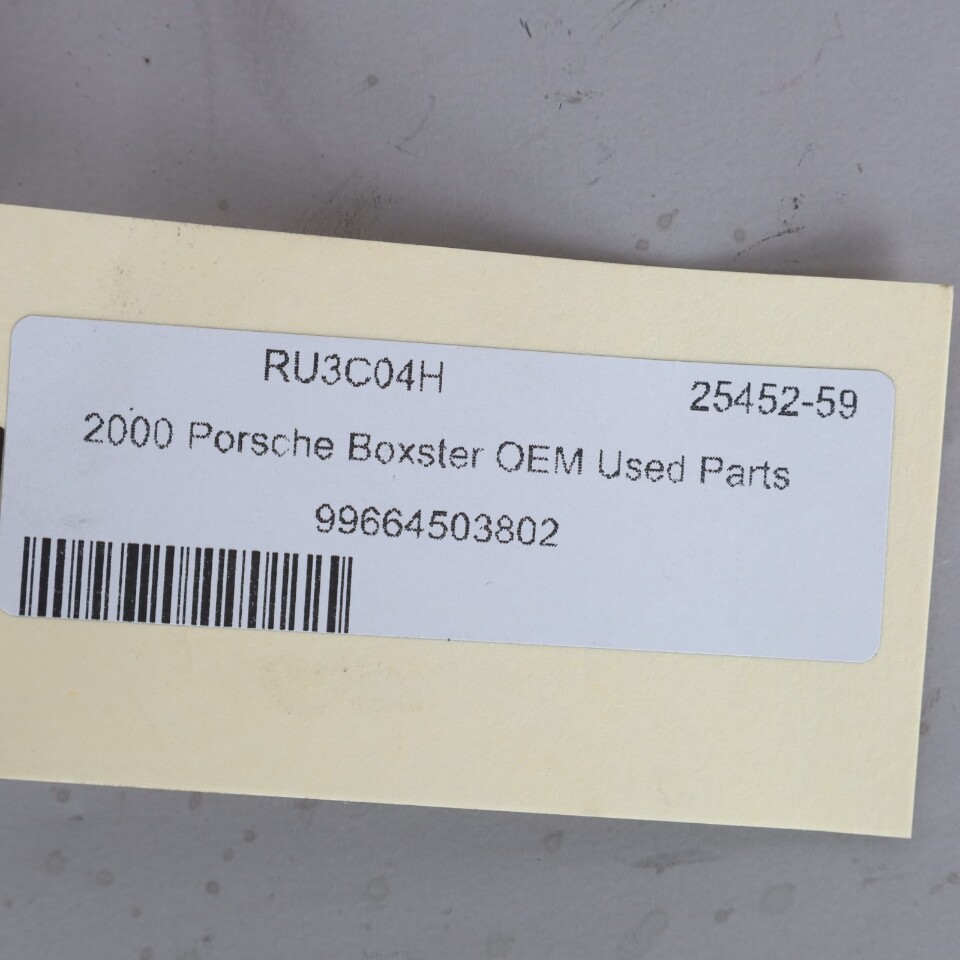 RU3C04H 25452-59
2000 Porsche Boxster OEM Used Parts
99664503802